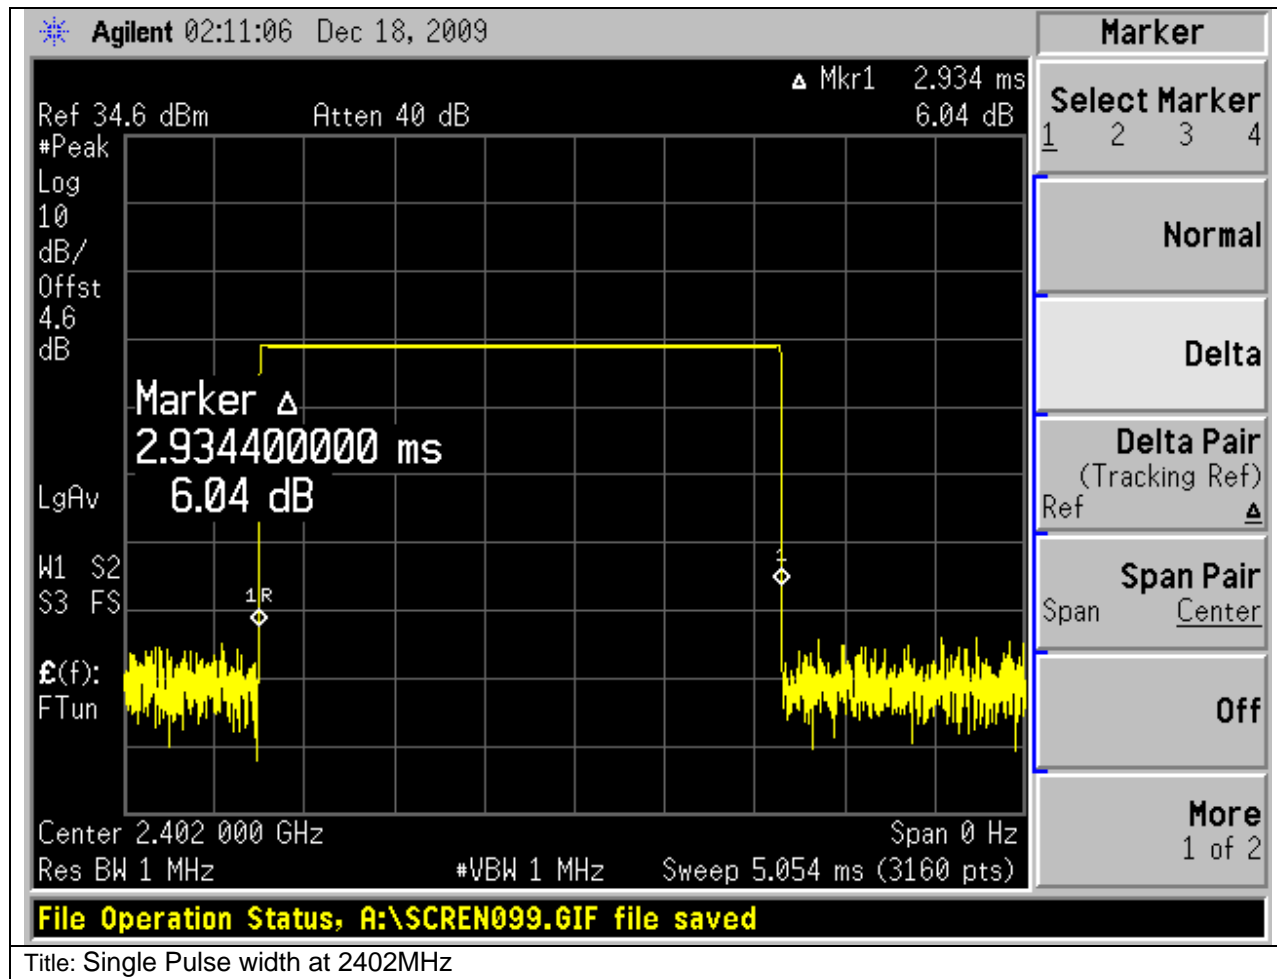 Agilent 02:11:06 Dec 18, 2009
Δ Mkr1 2.934 ms
Ref 34.6 dBm Atten 40 dB 6.04 dB
#Peak
Log
10
dB/
Offst
4.6
dB
Marker Δ
2.934400000 ms
6.04 dB
LgAv
W1 S2
S3 FS
1R
1
£(f):
FTun
Center 2.402 000 GHz Span 0 Hz
Res BW 1 MHz #VBW 1 MHz Sweep 5.054 ms (3160 pts)
File Operation Status, A:\SCREN099.GIF file saved
Marker
Select Marker
1 2 3 4
Normal
Delta
Delta Pair
(Tracking Ref)
Ref Δ
Span Pair
Span Center
Off
More
1 of 2
Title: Single Pulse width at 2402MHz